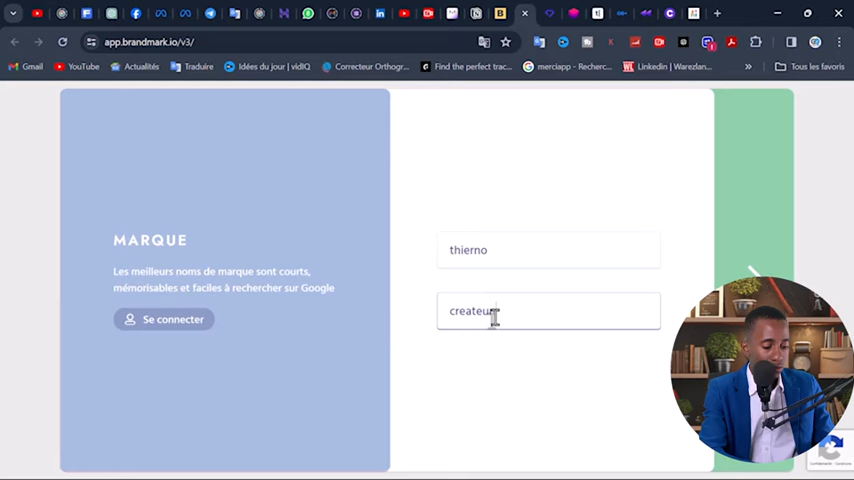 app.brandmark.io/v3/
Gmail
YouTube
Actualités
Traduire
Idées du jour | vidIQ
Correcteur Orthogr...
Find the perfect trac...
merciapp - Recherc...
Linkedin | Warezlan...
Tous les favoris
MARQUE
Les meilleurs noms de marque sont courts,
mémorisables et faciles à rechercher sur Google
Se connecter
thierno
createur